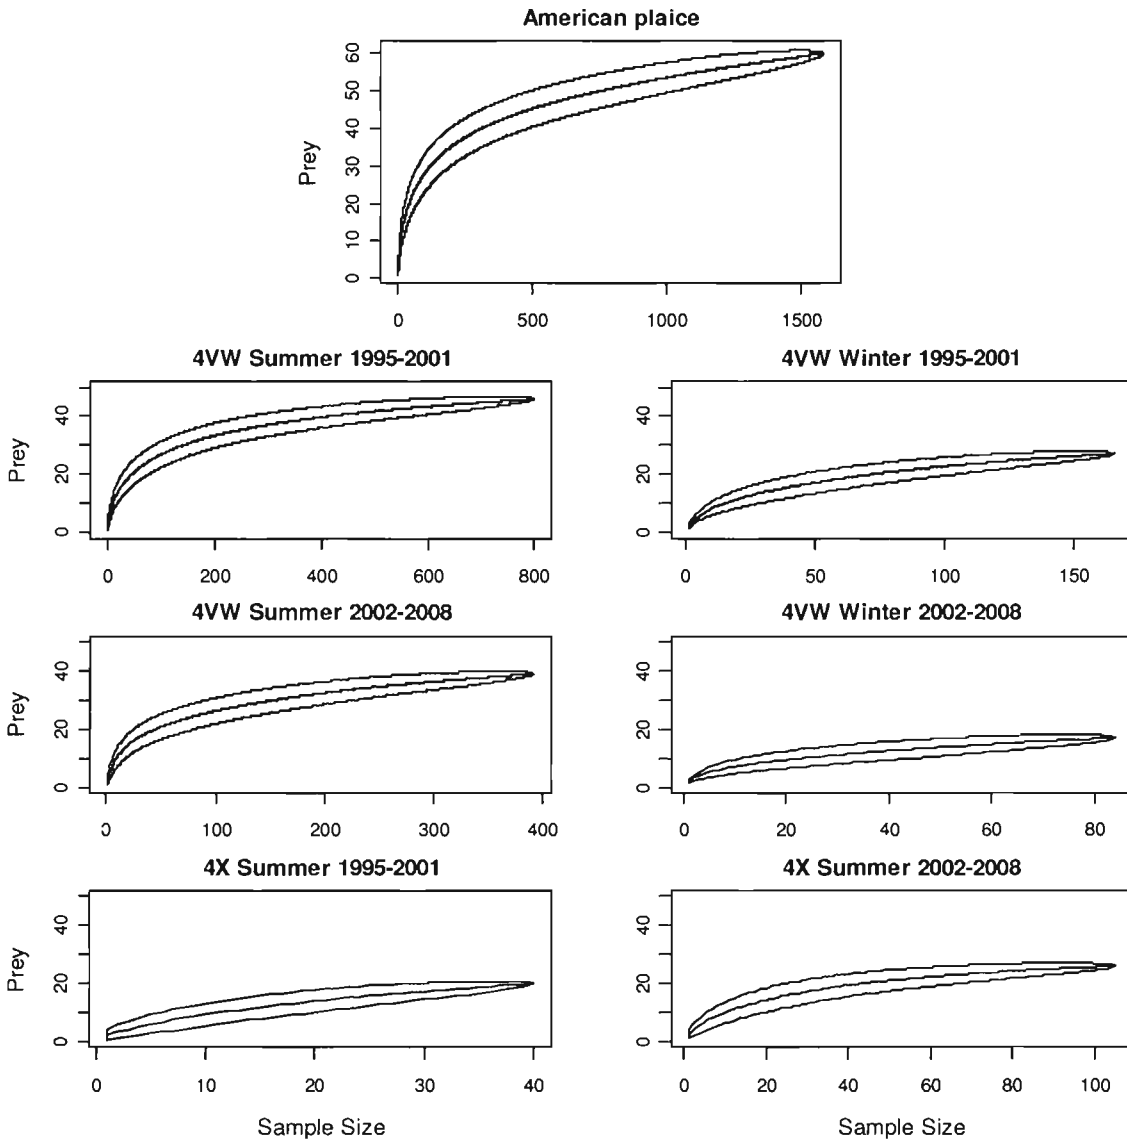 American plaice
Prey
60
50
40
30
20
10
0
0 500 1000 1500
4VW Summer 1995-2001
Prey
40
20
0
0 200 400 600 800
4VW Winter 1995-2001
40
20
0
0 50 100 150
4VW Summer 2002-2008
Prey
40
20
0
0 100 200 300 400
4VW Winter 2002-2008
40
20
0
0 20 40 60 80
4X Summer 1995-2001
Prey
40
20
0
0 10 20 30 40
Sample Size
4X Summer 2002-2008
40
20
0
0 20 40 60 80 100
Sample Size